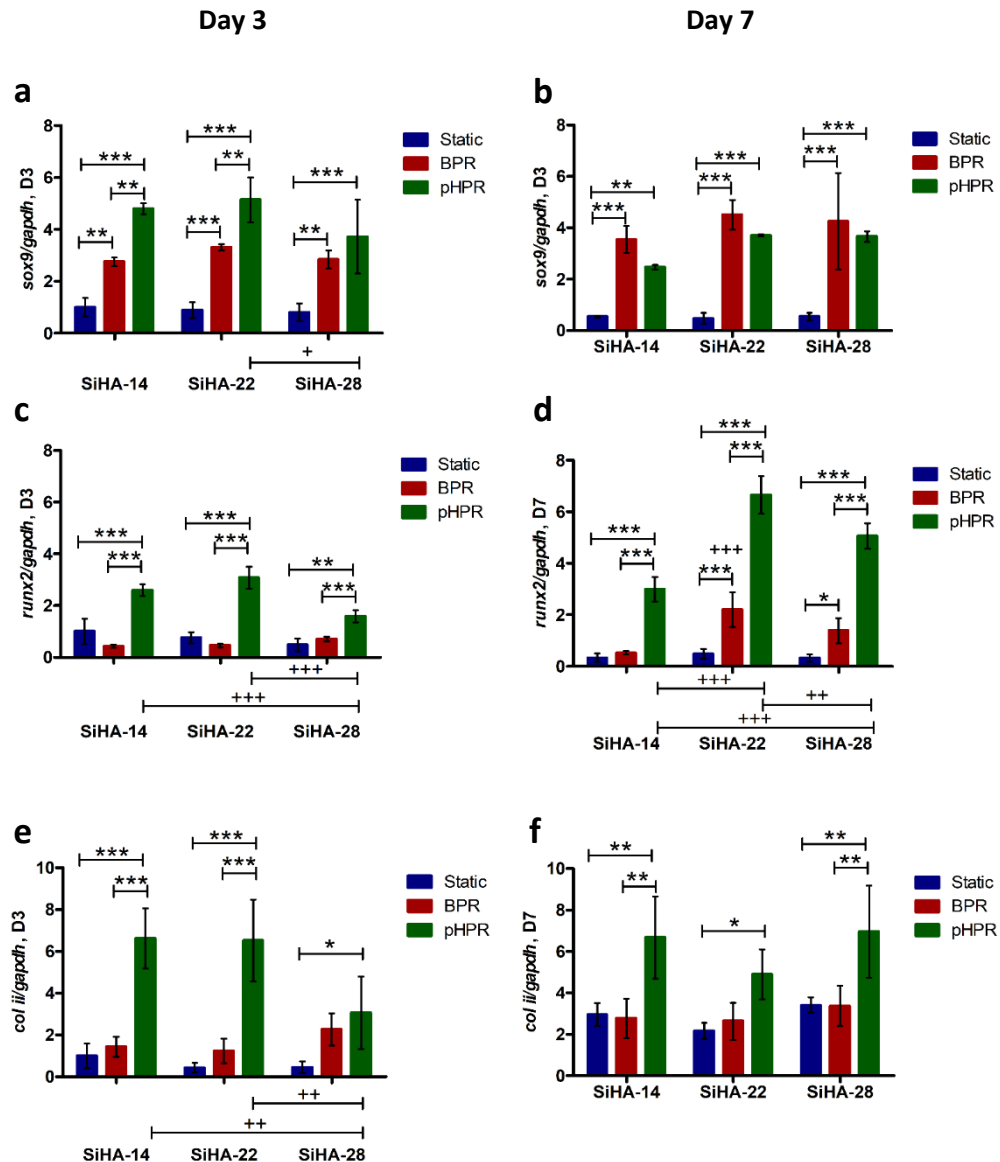 Day 3
Day 7
a
8
6
4
2
0
sox9/gapdh, D3
***
**
**
***
**
***
***
**
+
SiHA-14
SiHA-22
SiHA-28
Static
BPR
pHPR
b
8
6
4
2
0
sox9/gapdh, D3
**
***
***
***
***
***
SiHA-14
SiHA-22
SiHA-28
Static
BPR
pHPR
c
8
6
4
2
0
runx2/gapdh, D3
***
***
***
***
**
***
+++
+++
SiHA-14
SiHA-22
SiHA-28
Static
BPR
pHPR
d
8
6
4
2
0
runx2/gapdh, D7
***
***
***
***
+++
***
***
***
*
+++
++
+++
SiHA-14
SiHA-22
SiHA-28
Static
BPR
pHPR
e
10
8
6
4
2
0
col ii/gapdh, D3
***
***
***
***
*
++
++
SiHA-14
SiHA-22
SiHA-28
Static
BPR
pHPR
f
10
8
6
4
2
0
col ii/gapdh, D7
**
**
*
**
**
SiHA-14
SiHA-22
SiHA-28
Static
BPR
pHPR